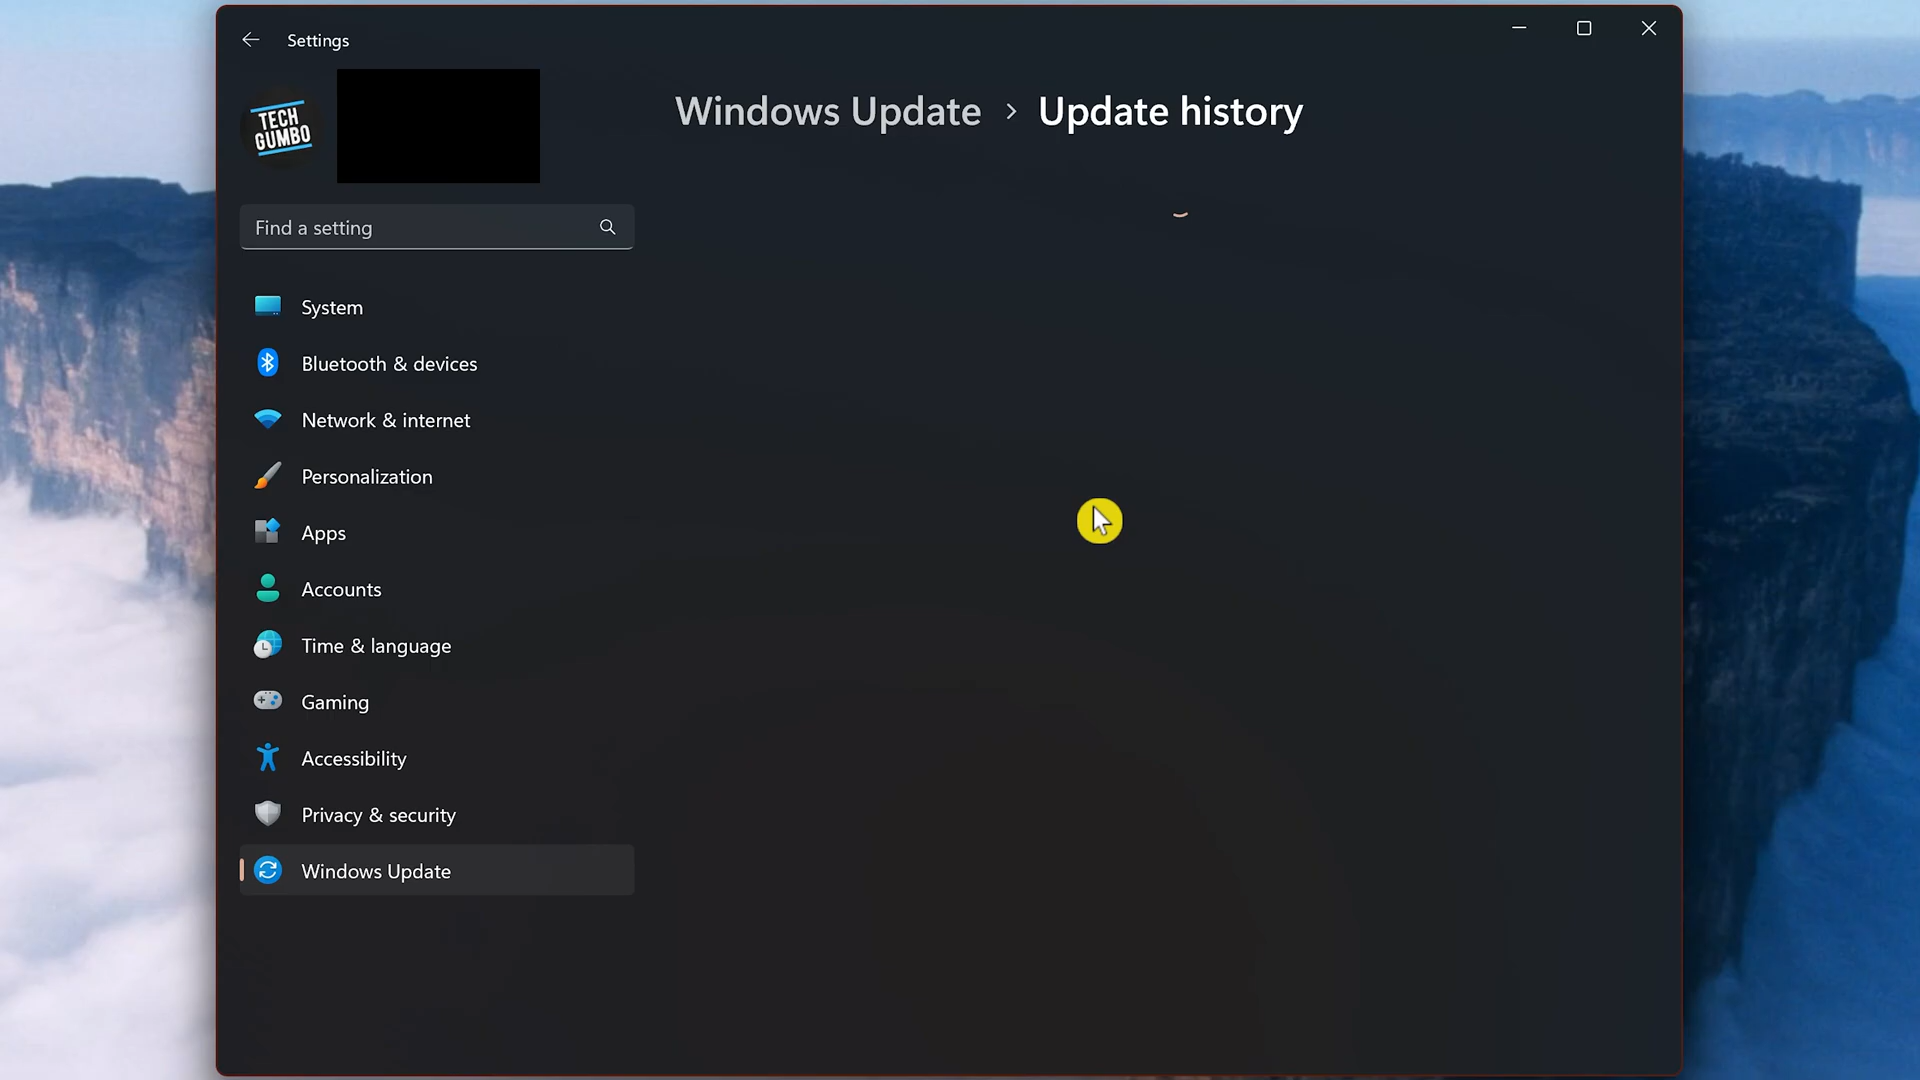 Settings
TECH
GUMBO
Windows Update > Update history
Find a setting
System
Bluetooth & devices
Network & internet
Personalization
Apps
Accounts
Time & language
Gaming
Accessibility
Privacy & security
Windows Update